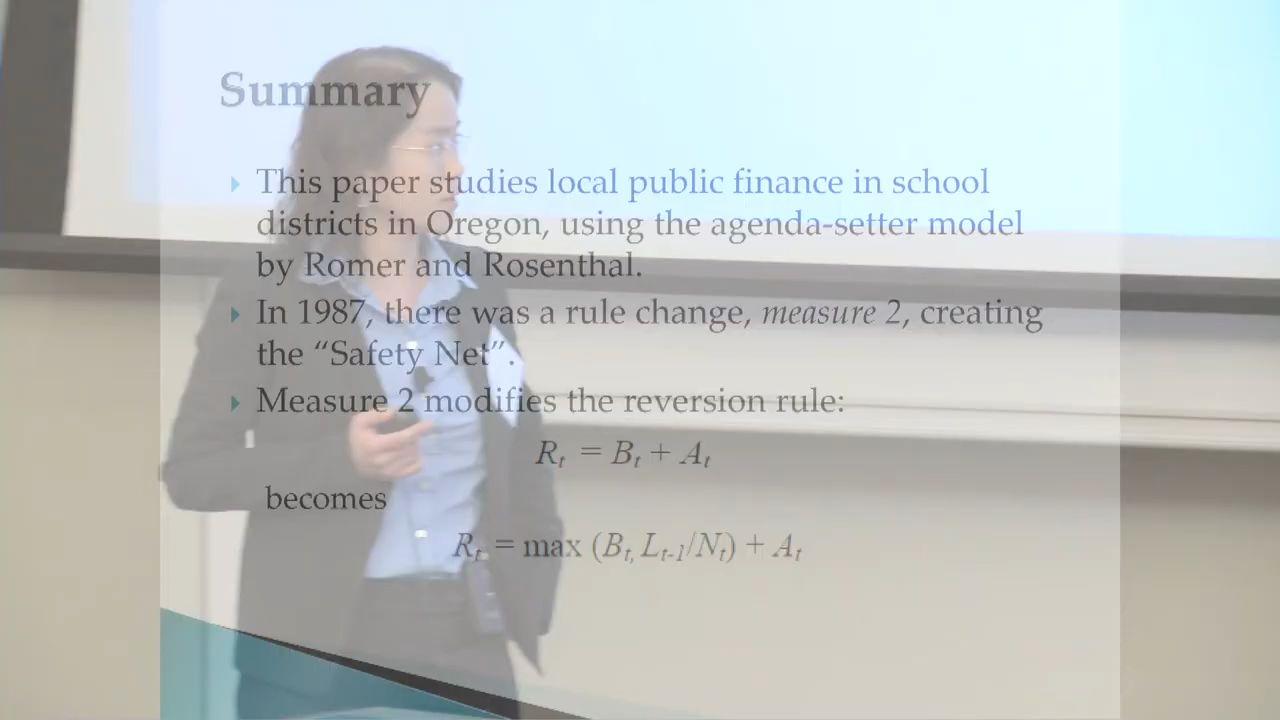 Summary
This paper studies local public finance in school
districts in Oregon, using the agenda-setter model
by Romer and Rosenthal.
In 1987, there was a rule change, measure 2, creating
the “Safety Net”.
Measure 2 modifies the reversion rule:
Rt = Bt + At
becomes
Rt = max (Bt, Lt-1/Nt) + At